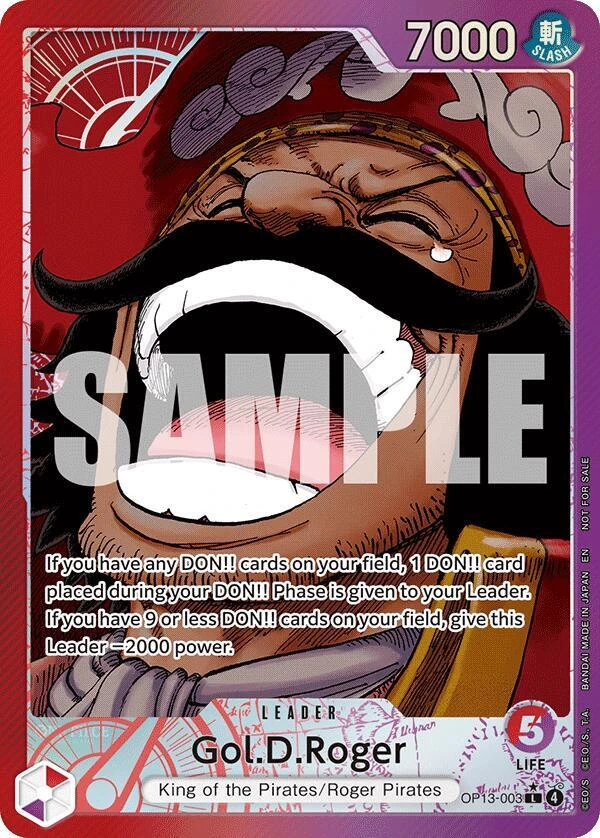 7000
斬
SLASH
SAMPLE
If you have any DON!! cards on your field, 1 DON!! card
placed during your DON!! Phase is given to your Leader.
If you have 9 or less DON!! cards on your field, give this
Leader −2000 power.
LEADER
Gol.D.Roger
King of the Pirates/Roger Pirates
5
LIFE
OP13-003 L 4
©E/S ©E.O./S., T.A. BANDAI MADE IN JAPAN EN NOT FOR SALE